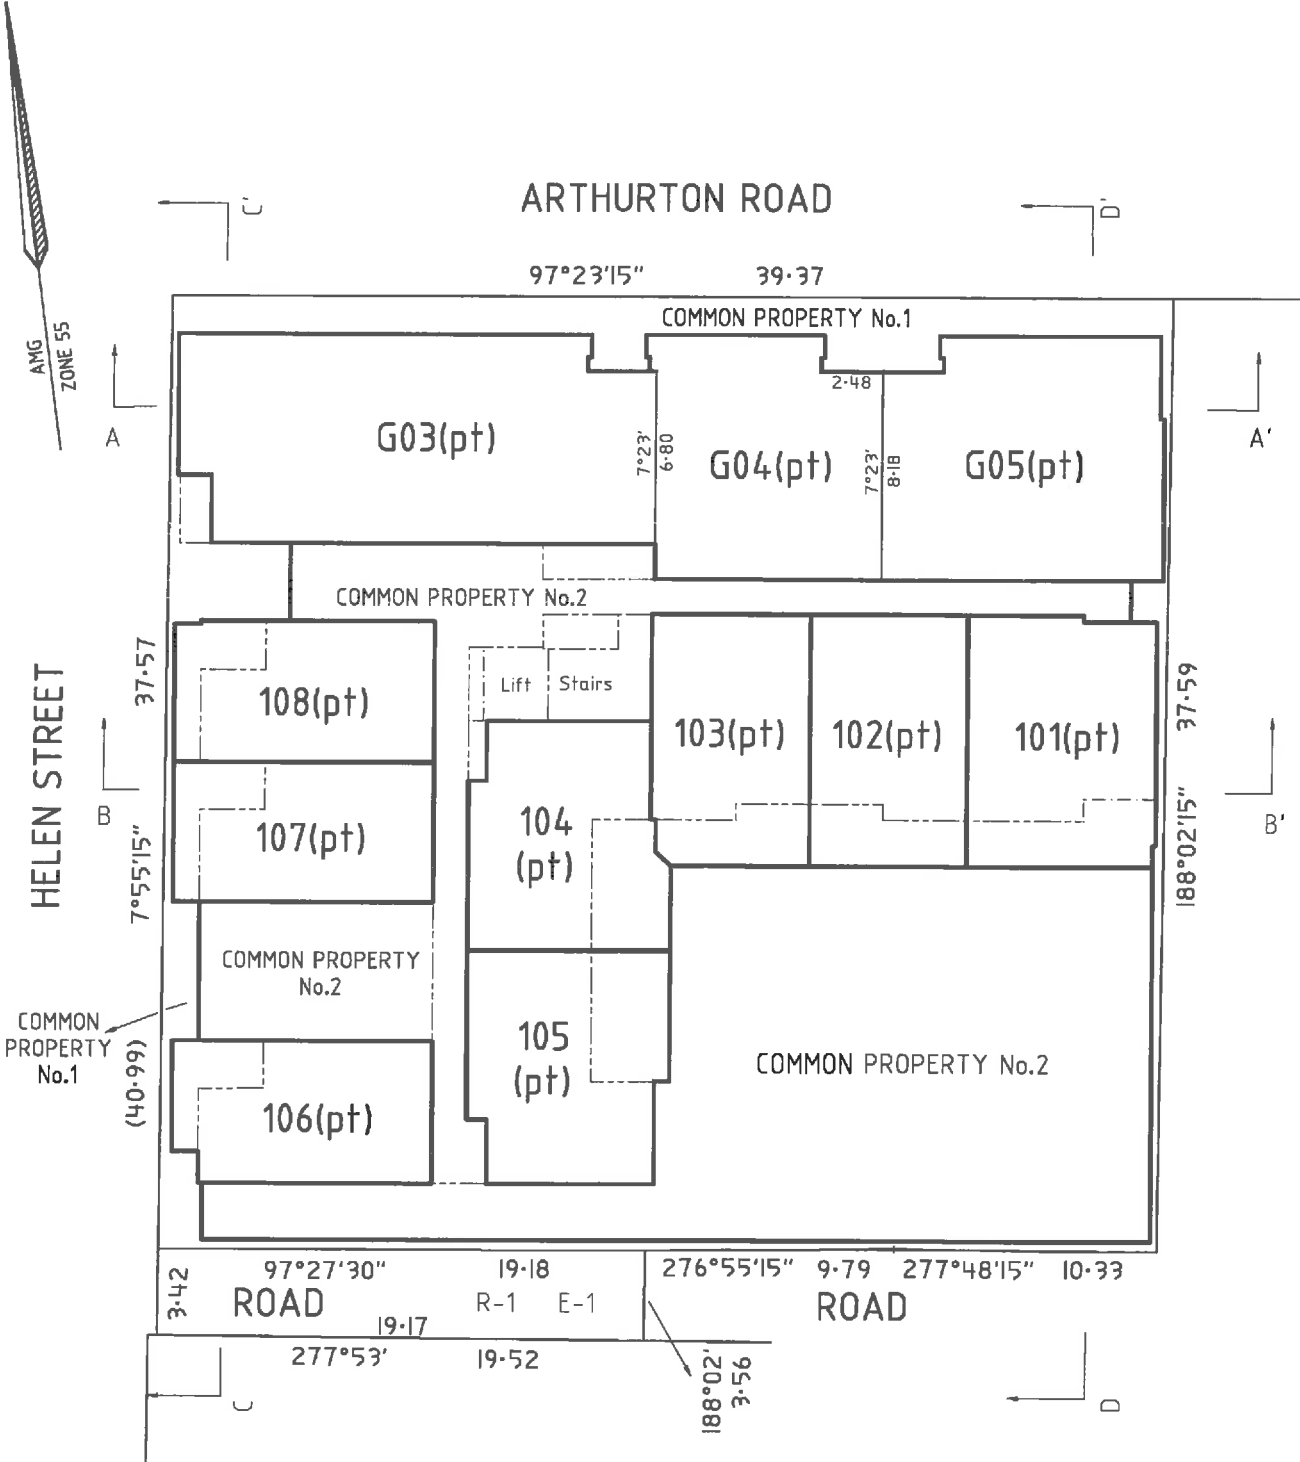 ARTHURTON ROAD
C'
D'
97°23'15" 39·37
COMMON PROPERTY No.1
AMG
ZONE 55
A
A'
2·48
G03(pt)
7°23'
6·80
G04(pt)
7°23'
8·18
G05(pt)
COMMON PROPERTY No.2
HELEN STREET
37·57
7°55'15"
(40·99)
B
108(pt)
Lift
Stairs
103(pt)
102(pt)
101(pt)
37·59
188°02'15"
B'
107(pt)
104
(pt)
COMMON PROPERTY
No.2
COMMON
PROPERTY
No.1
105
(pt)
COMMON PROPERTY No.2
106(pt)
97°27'30" 19·18
276°55'15" 9·79 277°48'15" 10·33
3·42
ROAD
R-1 E-1
ROAD
19·17
277°53' 19·52
188°02'
3·56
C
D